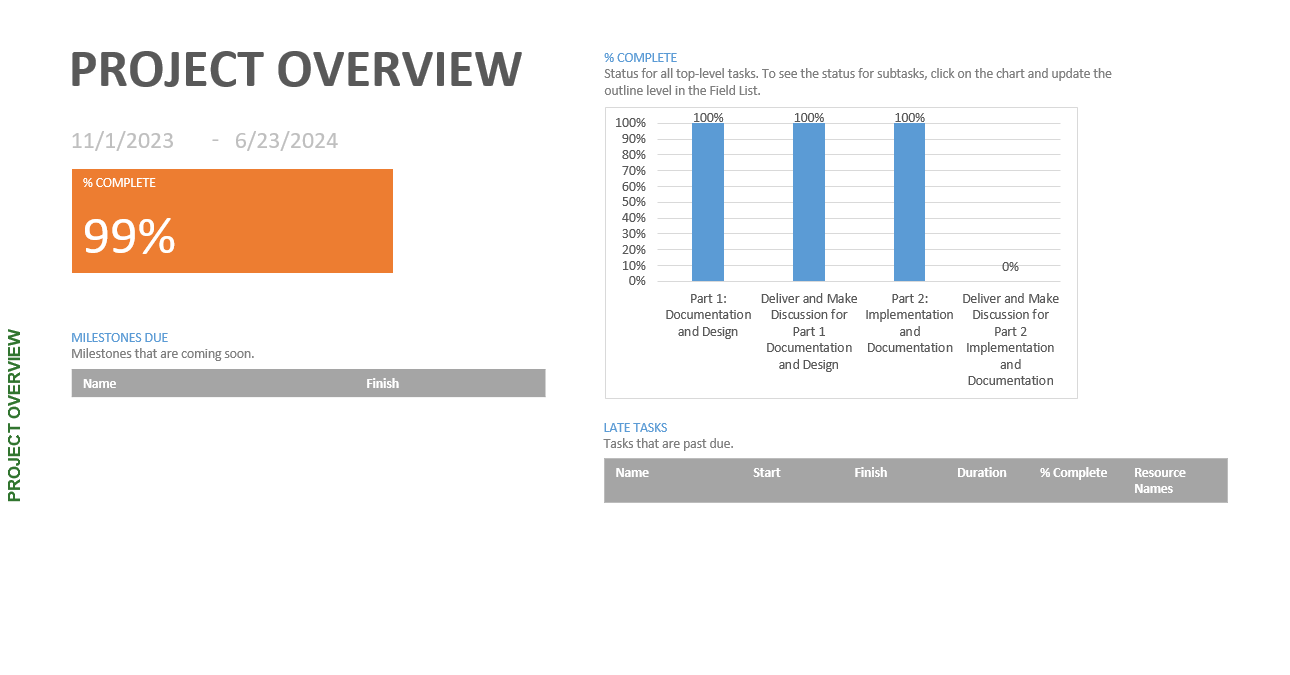 PROJECT OVERVIEW
11/1/2023 - 6/23/2024
% COMPLETE
99%
MILESTONES DUE
Milestones that are coming soon.
Name Finish
PROJECT OVERVIEW
% COMPLETE
Status for all top-level tasks. To see the status for subtasks, click on the chart and update the
outline level in the Field List.
100%
90%
80%
70%
60%
50%
40%
30%
20%
10%
0%
100% 100% 100% 0%
Part 1:
Documentation
and Design
Deliver and Make
Discussion for
Part 1
Documentation
and Design
Part 2:
Implementation
and
Documentation
Deliver and Make
Discussion for
Part 2
Implementation
and
Documentation
LATE TASKS
Tasks that are past due.
Name Start Finish Duration % Complete Resource
Names